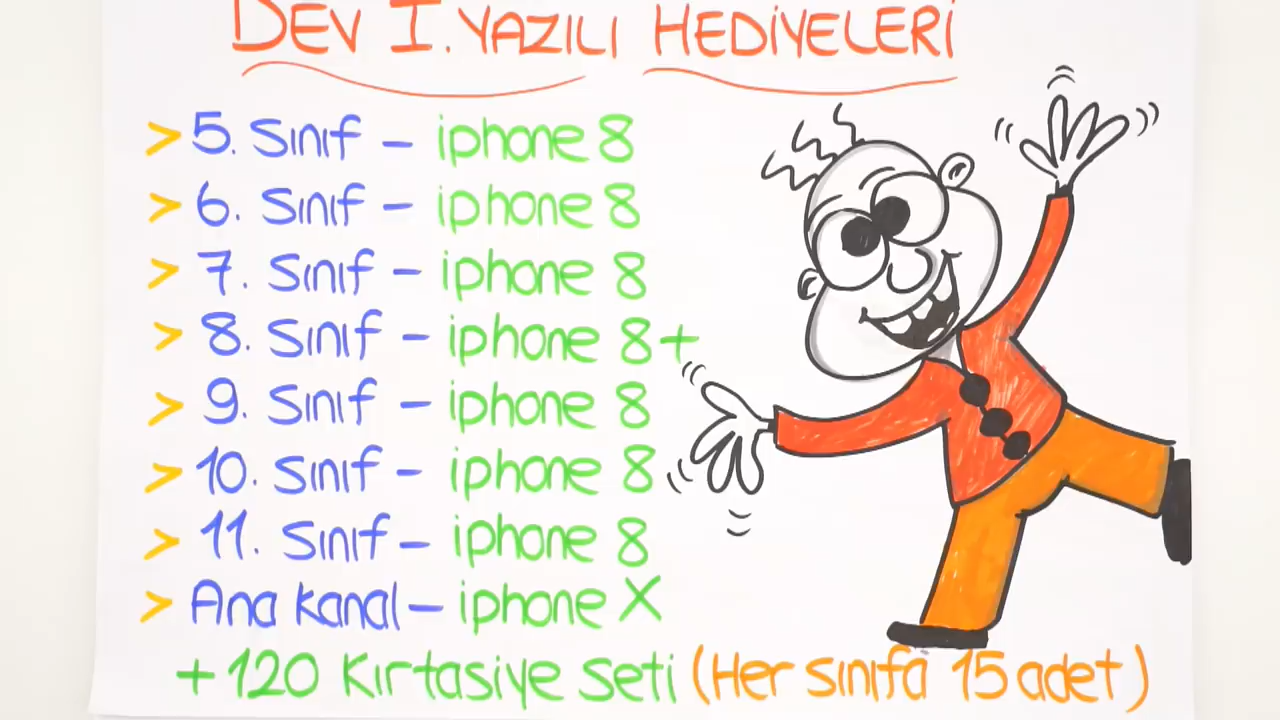 DEV I. YAZILI HEDİYELERİ
> 5. Sınıf – iphone 8
> 6. Sınıf – iphone 8
> 7. Sınıf – iphone 8
> 8. Sınıf – iphone 8+
> 9. Sınıf – iphone 8
> 10. Sınıf – iphone 8
> 11. Sınıf – iphone 8
> Ana Kanal – iphone X
+ 120 Kırtasiye Seti (Her sınıfa 15 adet)